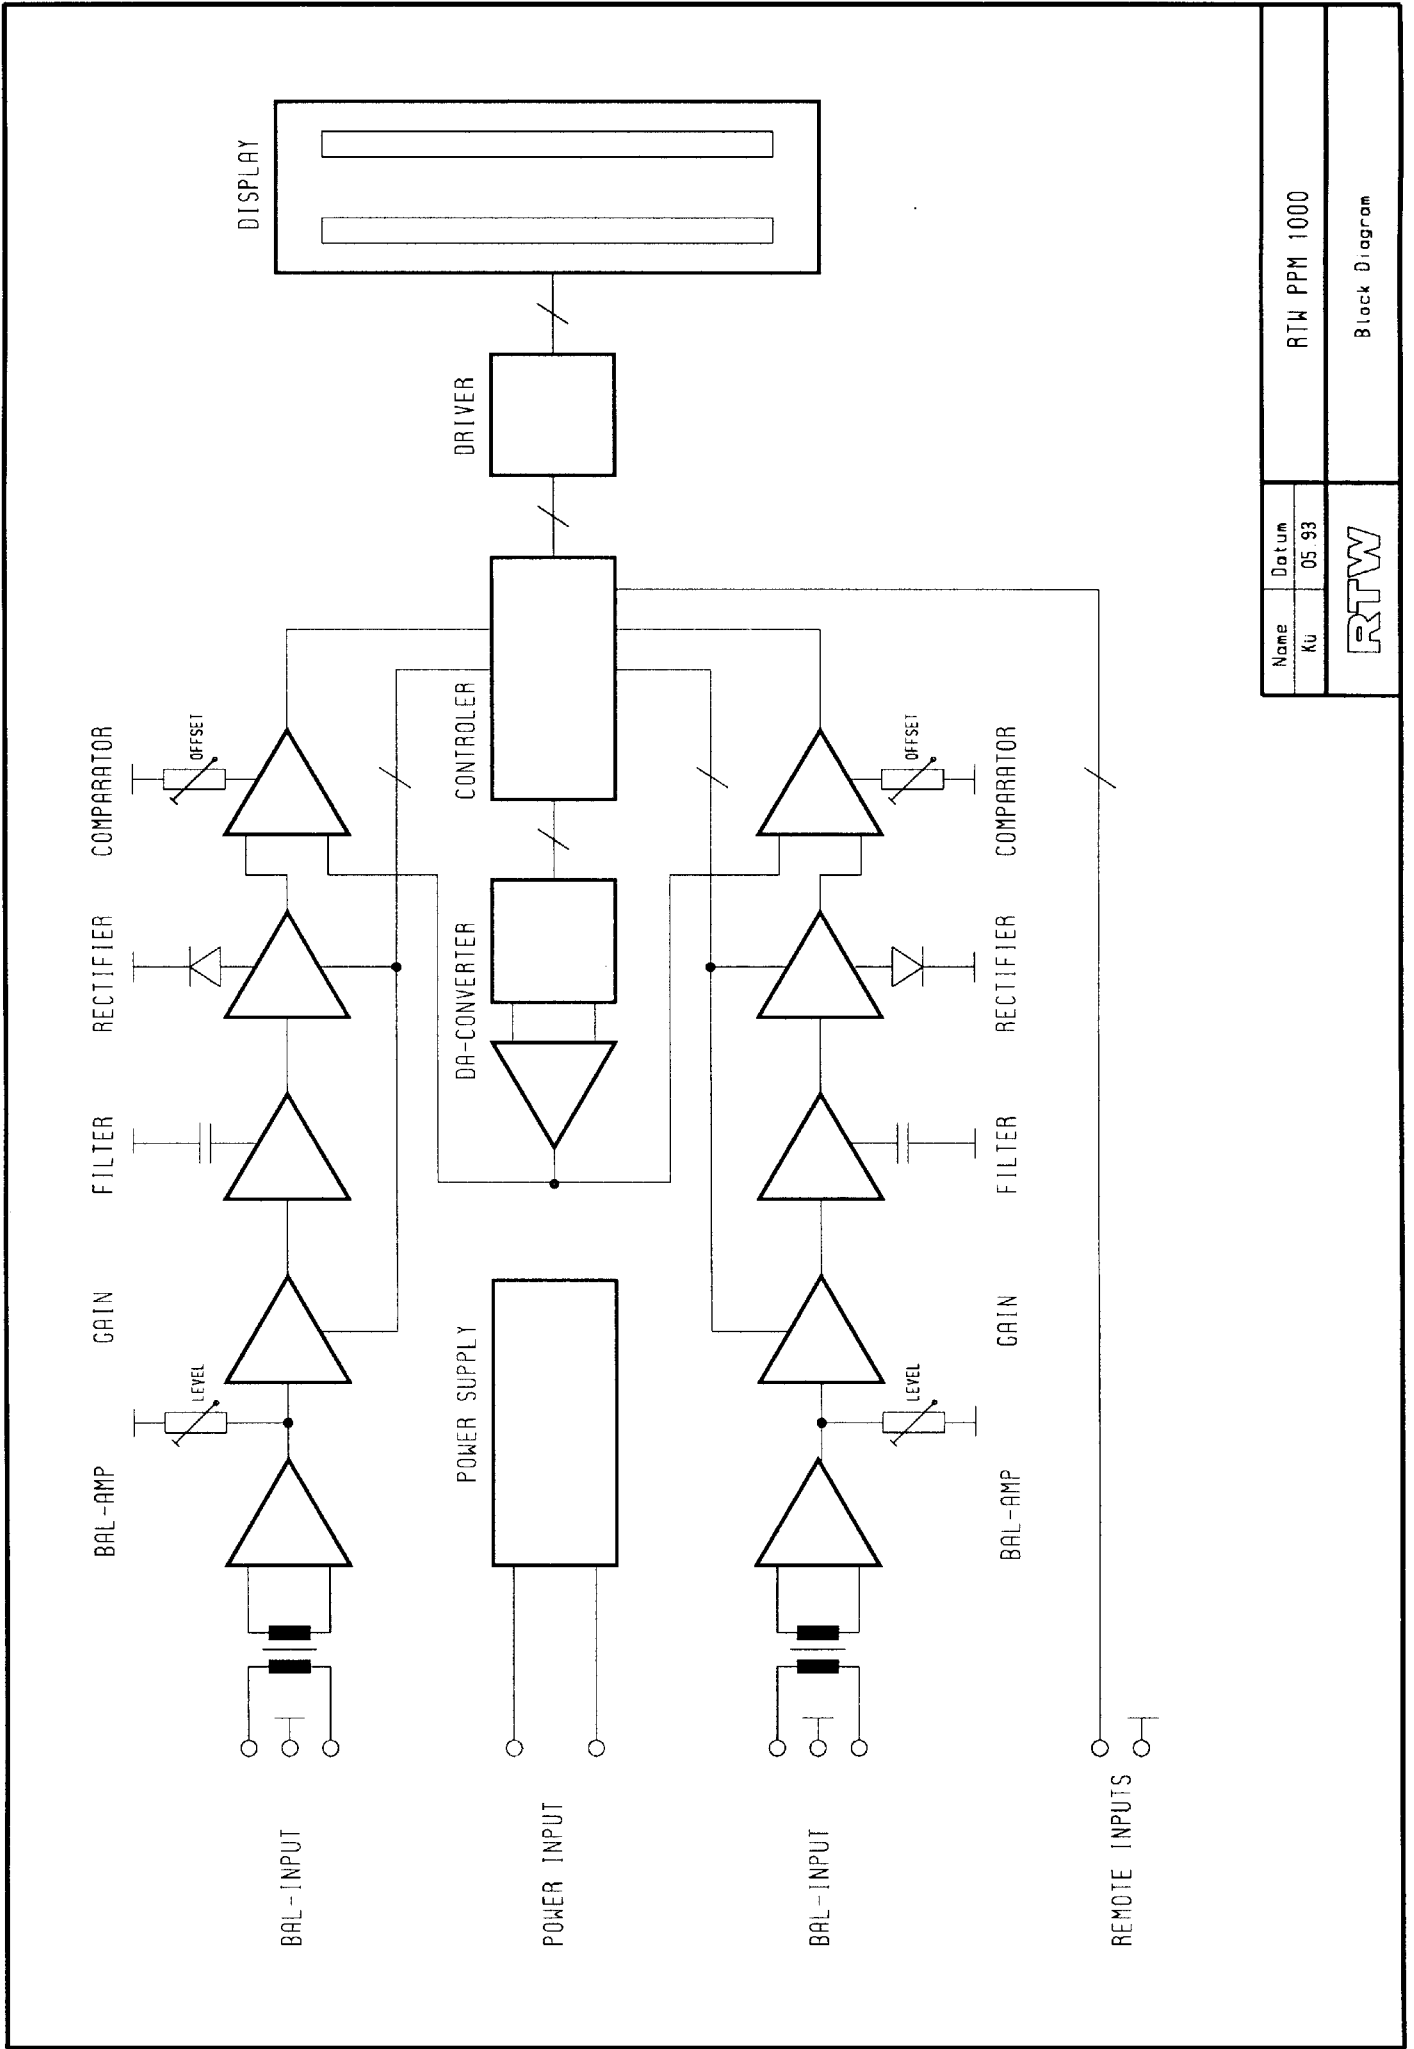 BAL-AMP
GAIN
FILTER
RECTIFIER
COMPARATOR
LEVEL
OFFSET
DISPLAY
BAL-INPUT
POWER SUPPLY
DA-CONVERTER
CONTROLER
DRIVER
POWER INPUT
BAL-INPUT
LEVEL
OFFSET
BAL-AMP
GAIN
FILTER
RECTIFIER
COMPARATOR
REMOTE INPUTS
Name
Datum
Kü
05.93
RTW PPM 1000
RTW
Block Diagram